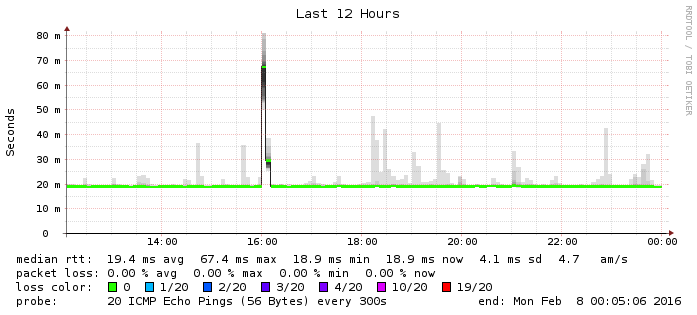 Last 12 Hours
RRDTOOL / TOBI OETIKER
Seconds
80 m
70 m
60 m
50 m
40 m
30 m
20 m
10 m
0
14:00 16:00 18:00 20:00 22:00 00:00
median rtt: 19.4 ms avg 67.4 ms max 18.9 ms min 18.9 ms now 4.1 ms sd 4.7 am/s
packet loss: 0.00 % avg 0.00 % max 0.00 % min 0.00 % now
loss color: 0 1/20 2/20 3/20 4/20 10/20 19/20
probe: 20 ICMP Echo Pings (56 Bytes) every 300s end: Mon Feb 8 00:05:06 2016